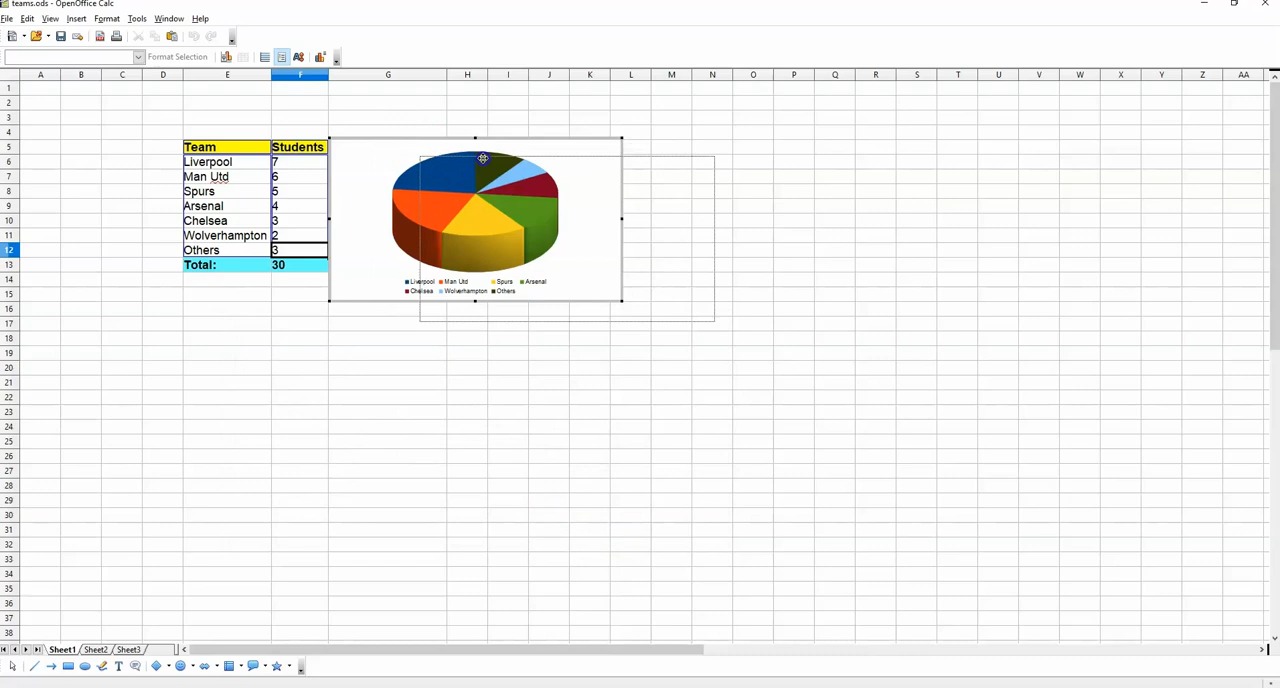 teams.ods - OpenOffice Calc
File Edit View Insert Format Tools Window Help
Format Selection
A B C D E F G H I J K L M N O P Q R S T U V W X Y Z AA
1
2
3
4
5 Team Students
6 Liverpool 7
7 Man Utd 6
8 Spurs 5
9 Arsenal 4
10 Chelsea 3
11 Wolverhampton 2
12 Others 3
13 Total: 30
Liverpool Man Utd Spurs Arsenal
14
Chelsea Wolverhampton Others
15
16
17
18
19
20
21
22
23
24
25
26
27
28
29
30
31
32
33
34
35
36
37
38
Sheet1 Sheet2 Sheet3